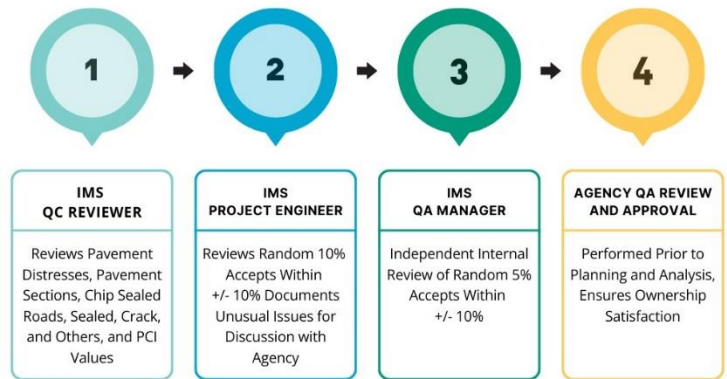 1
2
3
4
IMS
QC REVIEWER
Reviews Pavement
Distresses, Pavement
Sections, Chip Sealed
Roads, Sealed, Crack,
and Others, and PCI
Values
IMS
PROJECT ENGINEER
Reviews Random 10%
Accepts Within
+/- 10% Documents
Unusual Issues for
Discussion with
Agency
IMS
QA MANAGER
Independent Internal
Review of Random 5%
Accepts Within
+/- 10%
AGENCY QA REVIEW
AND APPROVAL
Performed Prior to
Planning and Analysis,
Ensures Ownership
Satisfaction